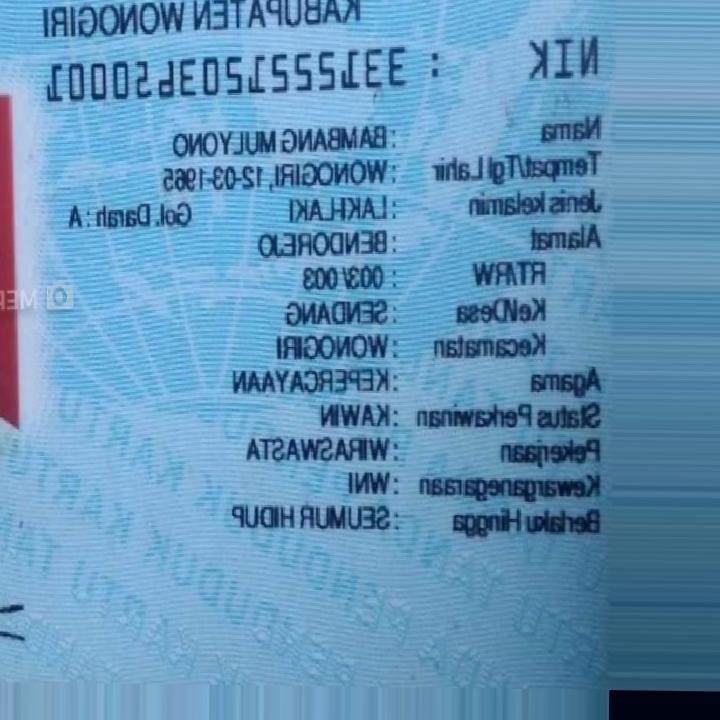 KABUPATEN WONOGIRI
NIK : 3312221203650001
Nama : BAMBANG MULYONO
Tempat/Tgl Lahir : WONOGIRI, 12-03-1965
Jenis kelamin : LAKI-LAKI Gol. Darah : A
Alamat : BENDOREJO
RT/RW : 003/003
Kel/Desa : SENDANG
Kecamatan : WONOGIRI
Agama : KEPERCAYAAN
Status Perkawinan : KAWIN
Pekerjaan : WIRASWASTA
Kewarganegaraan : WNI
Berlaku Hingga : SEUMUR HIDUP